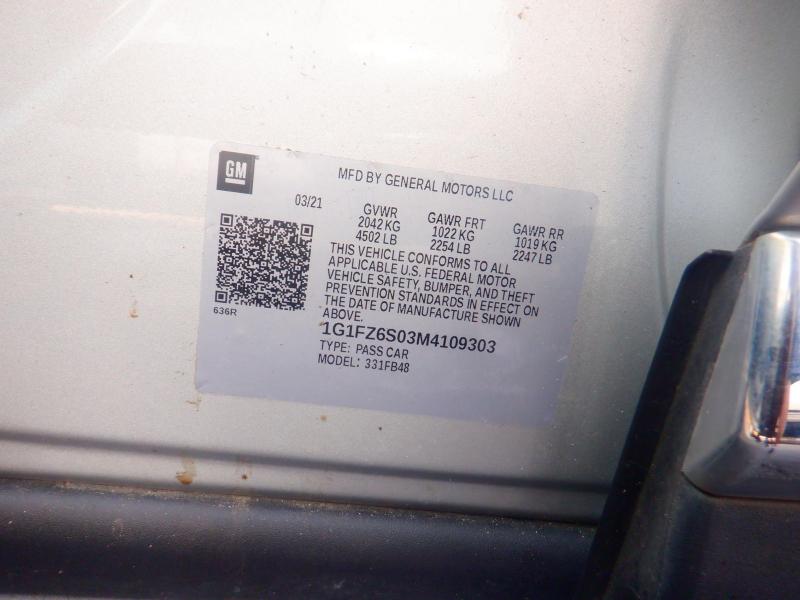 GM
MFD BY GENERAL MOTORS LLC
03/21
GVWR GAWR FRT GAWR RR
2042 KG 1022 KG 1019 KG
4502 LB 2254 LB 2247 LB
THIS VEHICLE CONFORMS TO ALL
APPLICABLE U.S. FEDERAL MOTOR
VEHICLE SAFETY, BUMPER, AND THEFT
PREVENTION STANDARDS IN EFFECT ON
THE DATE OF MANUFACTURE SHOWN
ABOVE.
636R
1G1FZ6S03M4109303
TYPE: PASS CAR
MODEL: 331FB48